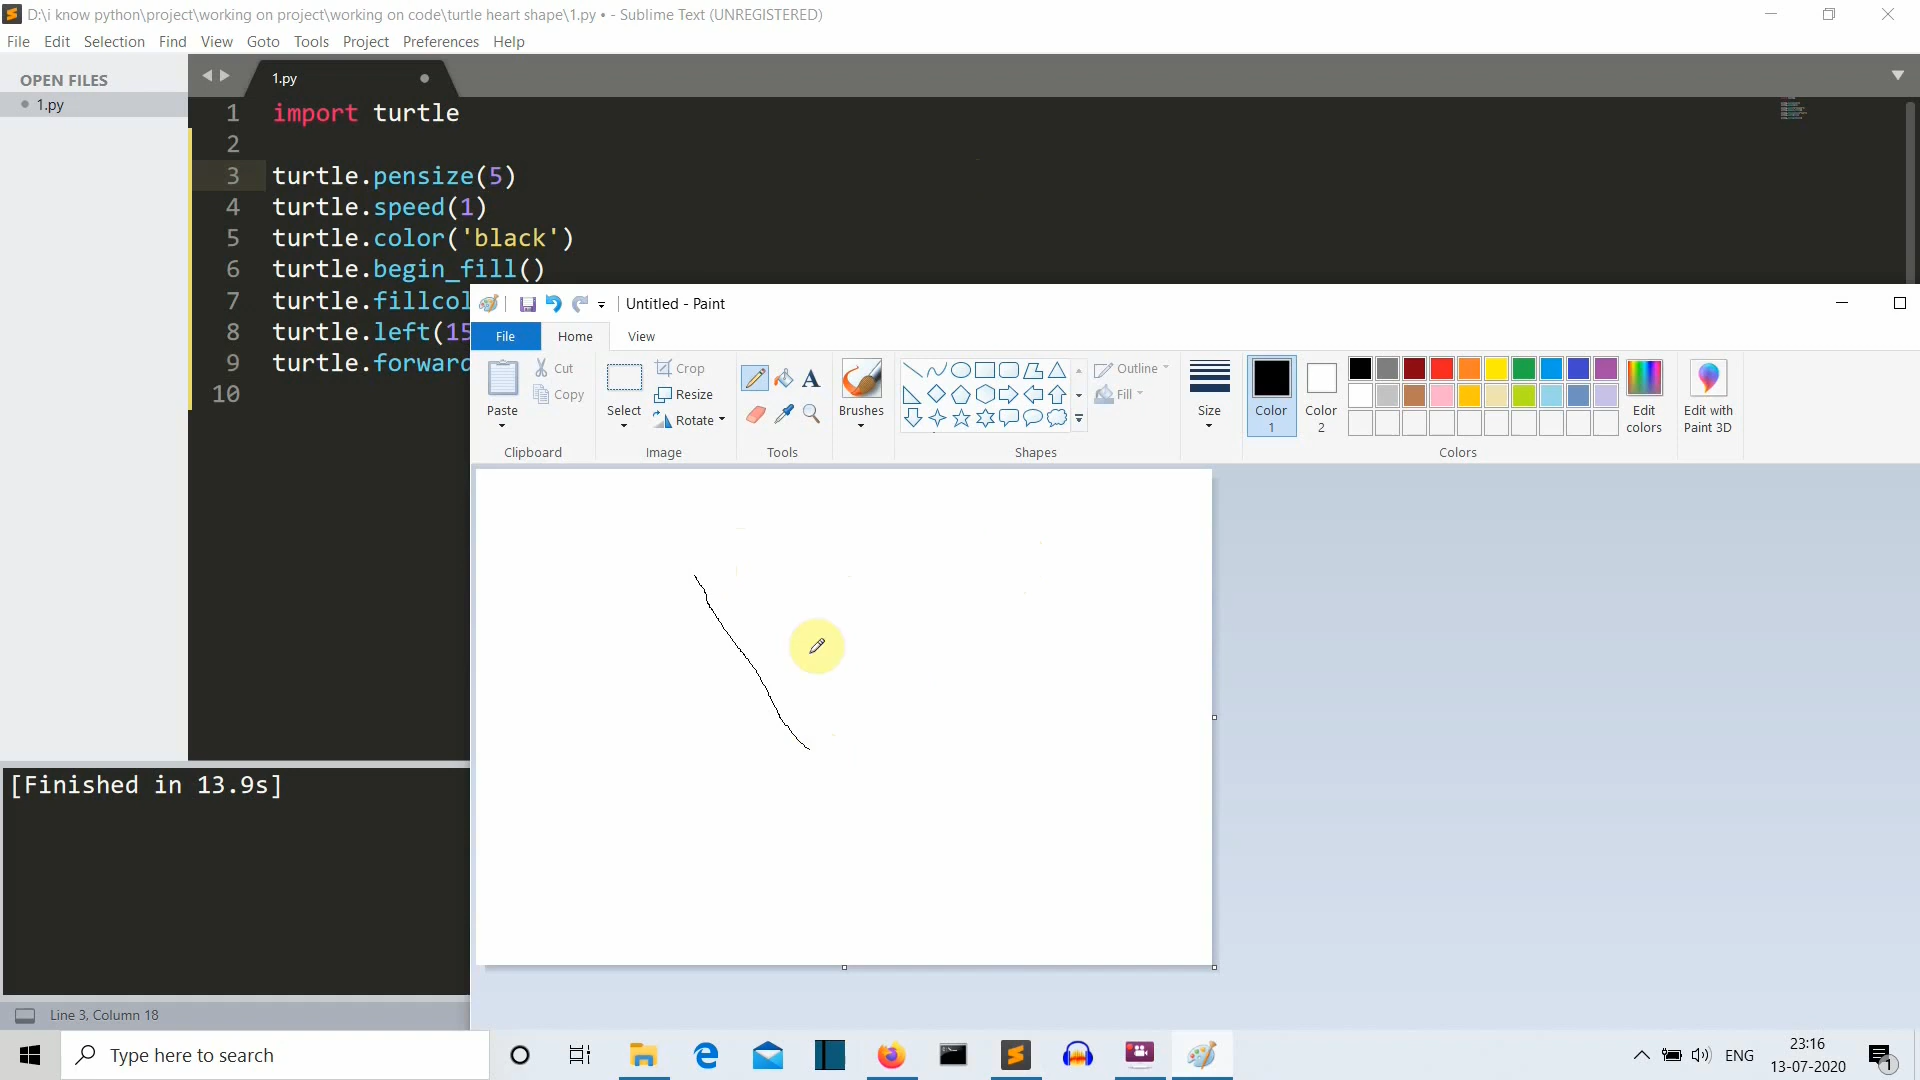 D:\i know python\project\working on project\working on code\turtle heart shape\1.py • - Sublime Text (UNREGISTERED)
File Edit Selection Find View Goto Tools Project Preferences Help
OPEN FILES
1.py
1.py
1 import turtle
2
3 turtle.pensize(5)
4 turtle.speed(1)
5 turtle.color('black')
6 turtle.begin_fill()
7 turtle.fillcol
8 turtle.left(15
9 turtle.forward
10
Untitled - Paint
File Home View
Paste
Cut
Copy
Clipboard
Select
Crop
Resize
Rotate
Image
A
Tools
Brushes
Outline
Fill
Shapes
Size
Color 1
Color 2
Edit colors
Edit with Paint 3D
Colors
[Finished in 13.9s]
Line 3, Column 18
Type here to search
ENG
23:16
13-07-2020
1